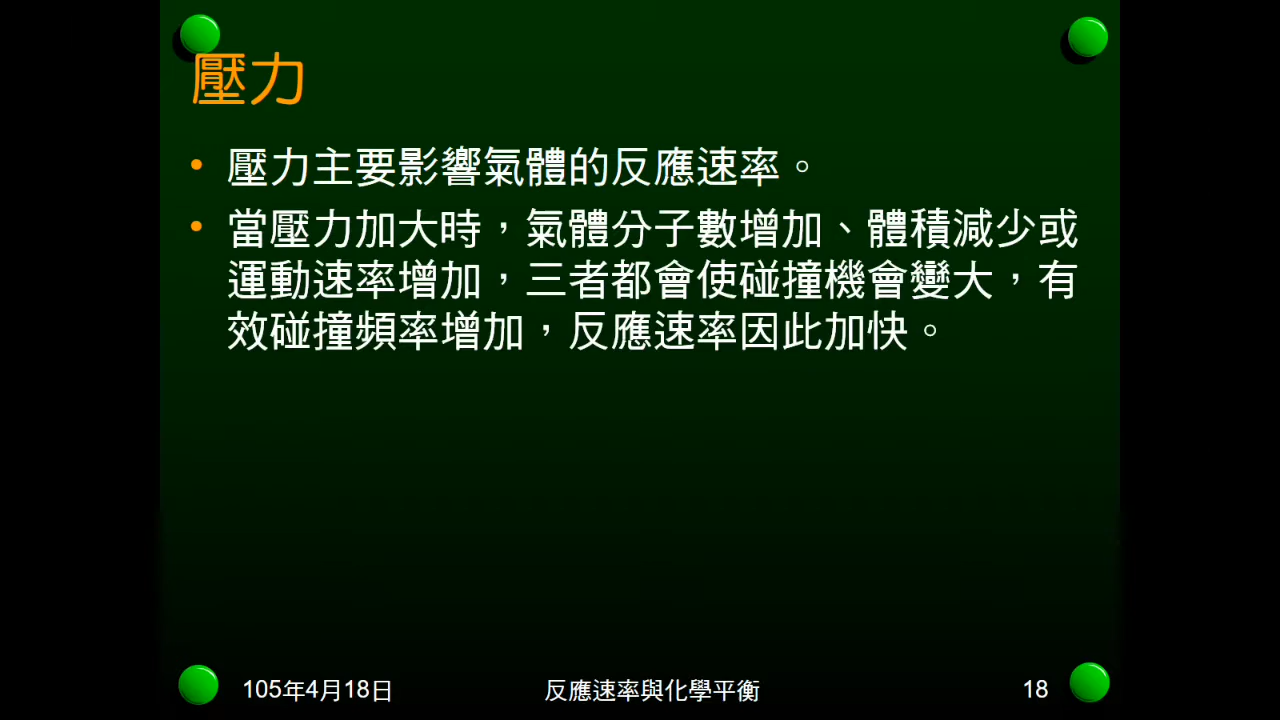 壓力
• 壓力主要影響氣體的反應速率。
• 當壓力加大時，氣體分子數增加、體積減少或
運動速率增加，三者都會使碰撞機會變大，有
效碰撞頻率增加，反應速率因此加快。
105年4月18日
反應速率與化學平衡
18